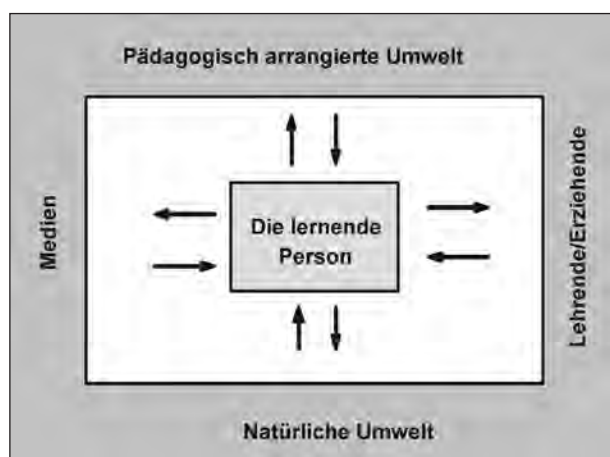 Pädagogisch arrangierte Umwelt
Medien
Die lernende
Person
Lehrende/Erziehende
Natürliche Umwelt